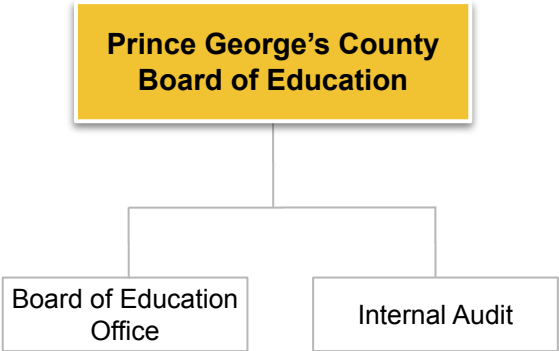 Prince George’s County
Board of Education
Board of Education
Office
Internal Audit